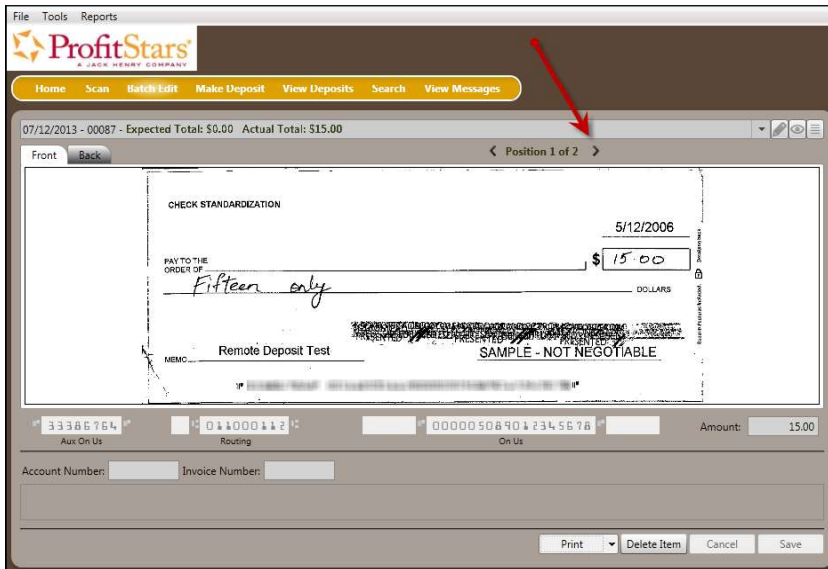 File Tools Reports
ProfitStars®
A JACK HENRY COMPANY
Home Scan Batch Edit Make Deposit View Deposits Search View Messages
07/12/2013 - 00087 - Expected Total: $0.00 Actual Total: $15.00
Front Back
Position 1 of 2
CHECK STANDARDIZATION
5/12/2006
PAY TO THE
ORDER OF
$ 15.00
Fifteen only
DOLLARS
PRESENTED PRESENTED PRESENTED
MEMO Remote Deposit Test
SAMPLE - NOT NEGOTIABLE
33386764 011000112 000005089012345678 Amount: 15.00
Aux On Us Routing On Us
Account Number: Invoice Number:
Print Delete Item Cancel Save